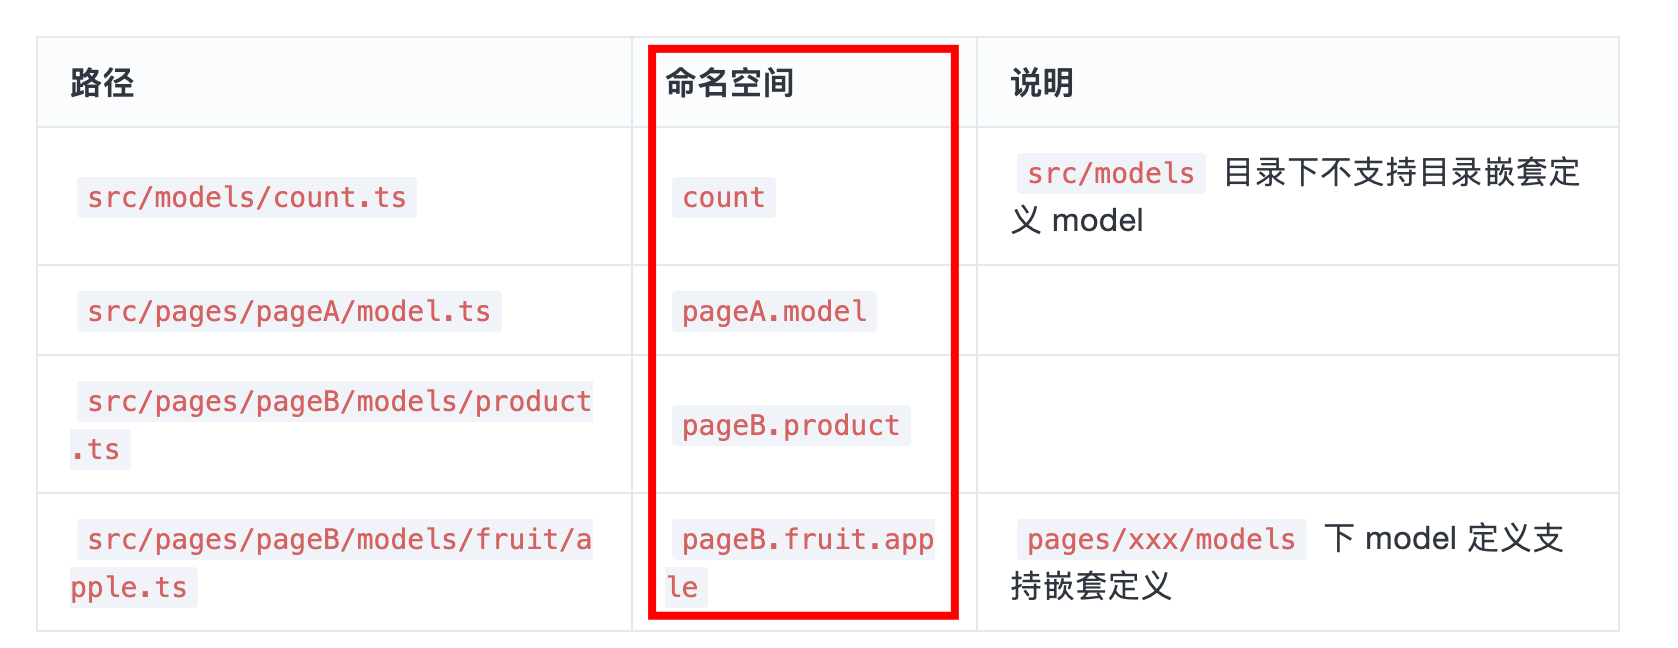 路径 命名空间 说明
src/models/count.ts count src/models 目录下不支持目录嵌套定
义 model
src/pages/pageA/model.ts pageA.model
src/pages/pageB/models/product
.ts
pageB.product
src/pages/pageB/models/fruit/a
pple.ts
pageB.fruit.app
le
pages/xxx/models 下 model 定义支
持嵌套定义